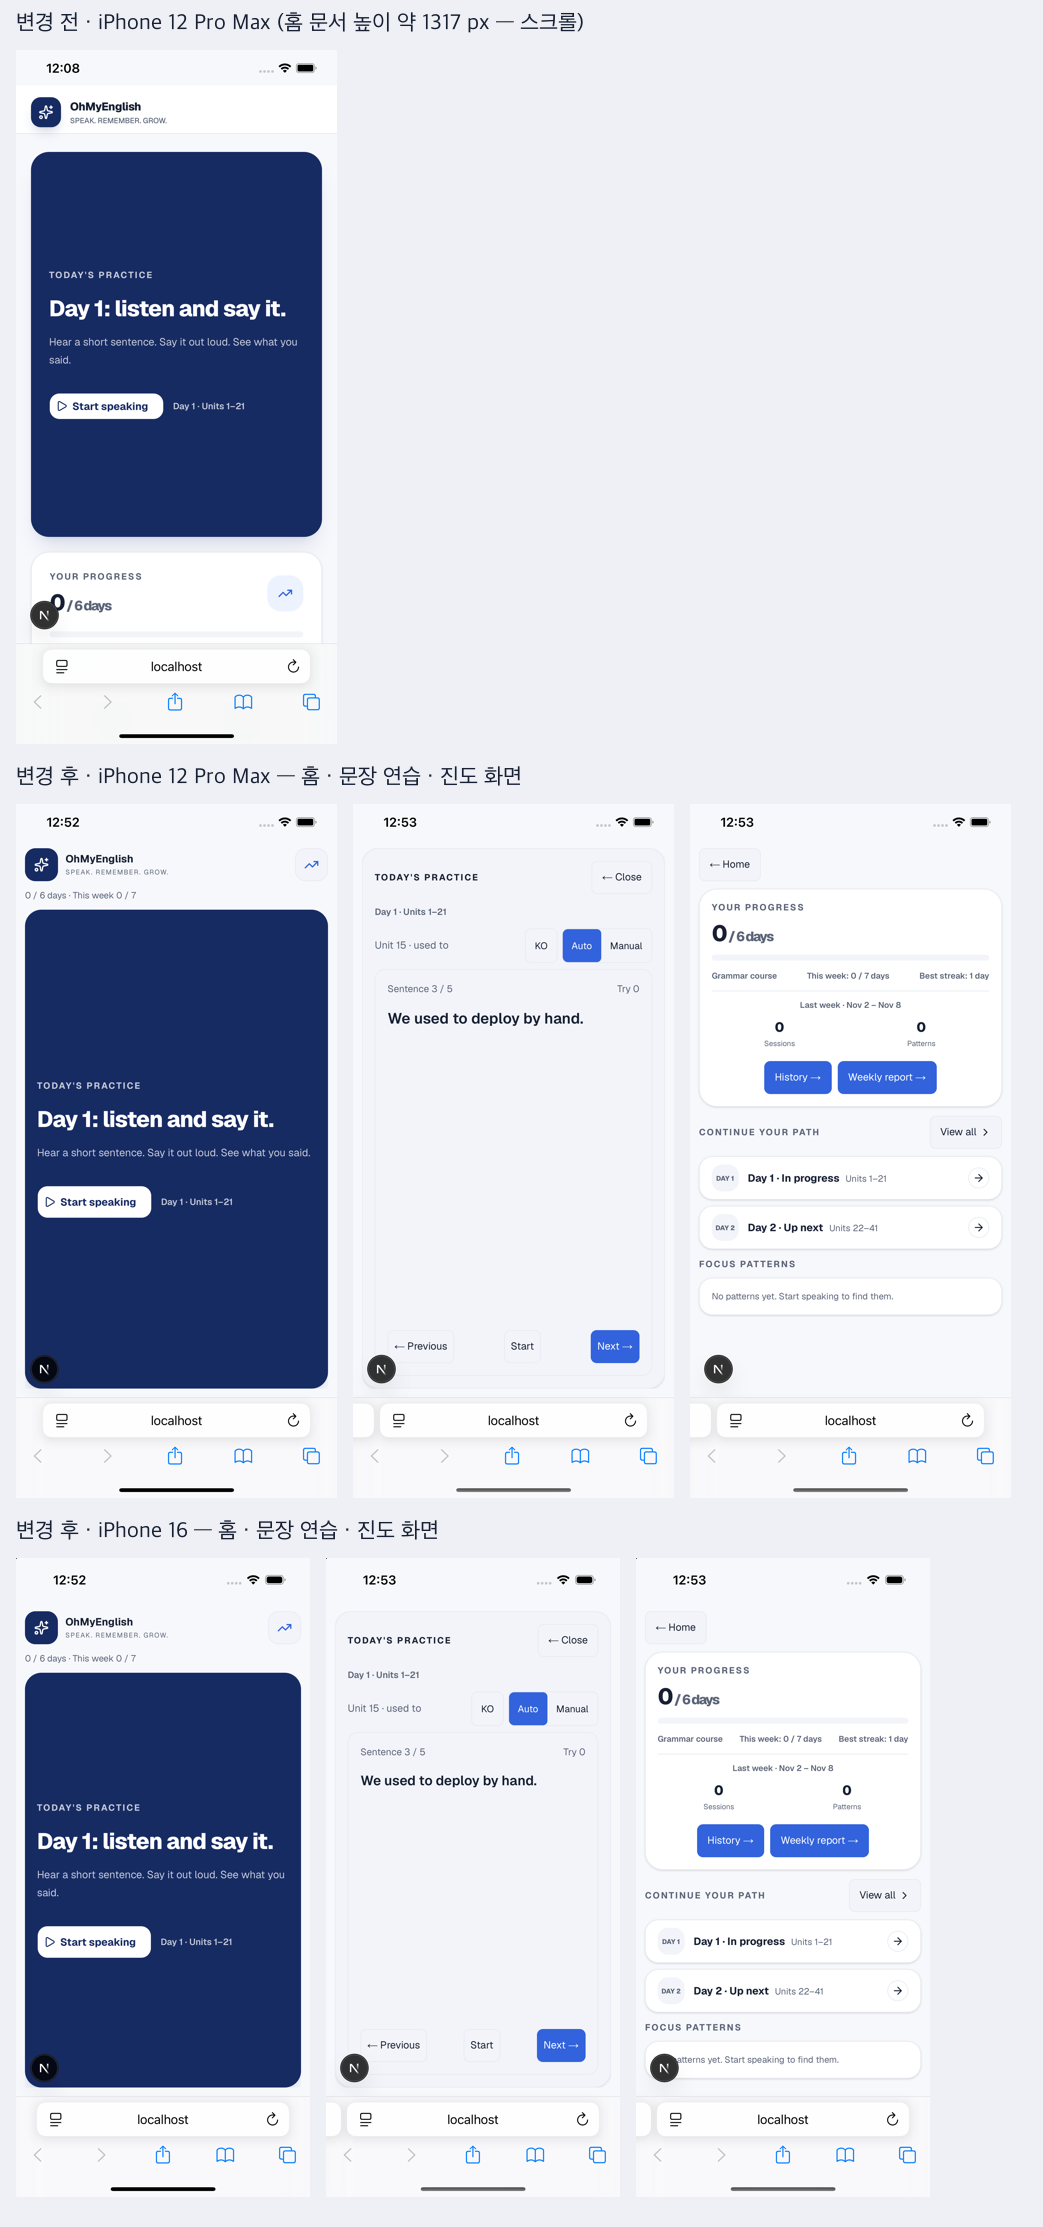 변경 전 · iPhone 12 Pro Max (홈 문서 높이 약 1317 px — 스크롤)
12:08
OhMyEnglish
SPEAK. REMEMBER. GROW.
TODAY'S PRACTICE
Day 1: listen and say it.
Hear a short sentence. Say it out loud. See what you
said.
Start speaking
Day 1 · Units 1–21
YOUR PROGRESS
0 / 6 days
N
localhost
변경 후 · iPhone 12 Pro Max — 홈 · 문장 연습 · 진도 화면
12:52
OhMyEnglish
SPEAK. REMEMBER. GROW.
0 / 6 days · This week 0 / 7
TODAY'S PRACTICE
Day 1: listen and say it.
Hear a short sentence. Say it out loud. See what you said.
Start speaking
Day 1 · Units 1–21
N
localhost
12:53
TODAY'S PRACTICE
← Close
Day 1 · Units 1–21
Unit 15 · used to
KO
Auto
Manual
Sentence 3 / 5
Try 0
We used to deploy by hand.
← Previous
Start
Next →
N
localhost
12:53
← Home
YOUR PROGRESS
0 / 6 days
Grammar course
This week: 0 / 7 days
Best streak: 1 day
Last week · Nov 2 – Nov 8
0
0
Sessions
Patterns
History →
Weekly report →
CONTINUE YOUR PATH
View all
DAY 1
Day 1 · In progress
Units 1–21
DAY 2
Day 2 · Up next
Units 22–41
FOCUS PATTERNS
No patterns yet. Start speaking to find them.
N
localhost
변경 후 · iPhone 16 — 홈 · 문장 연습 · 진도 화면
12:52
OhMyEnglish
SPEAK. REMEMBER. GROW.
0 / 6 days · This week 0 / 7
TODAY'S PRACTICE
Day 1: listen and say it.
Hear a short sentence. Say it out loud. See what you
said.
Start speaking
Day 1 · Units 1–21
N
localhost
12:53
TODAY'S PRACTICE
← Close
Day 1 · Units 1–21
Unit 15 · used to
KO
Auto
Manual
Sentence 3 / 5
Try 0
We used to deploy by hand.
← Previous
Start
Next →
N
localhost
12:53
← Home
YOUR PROGRESS
0 / 6 days
Grammar course
This week: 0 / 7 days
Best streak: 1 day
Last week · Nov 2 – Nov 8
0
0
Sessions
Patterns
History →
Weekly report →
CONTINUE YOUR PATH
View all
DAY 1
Day 1 · In progress
Units 1–21
DAY 2
Day 2 · Up next
Units 22–41
FOCUS PATTERNS
N
atterns yet. Start speaking to find them.
localhost